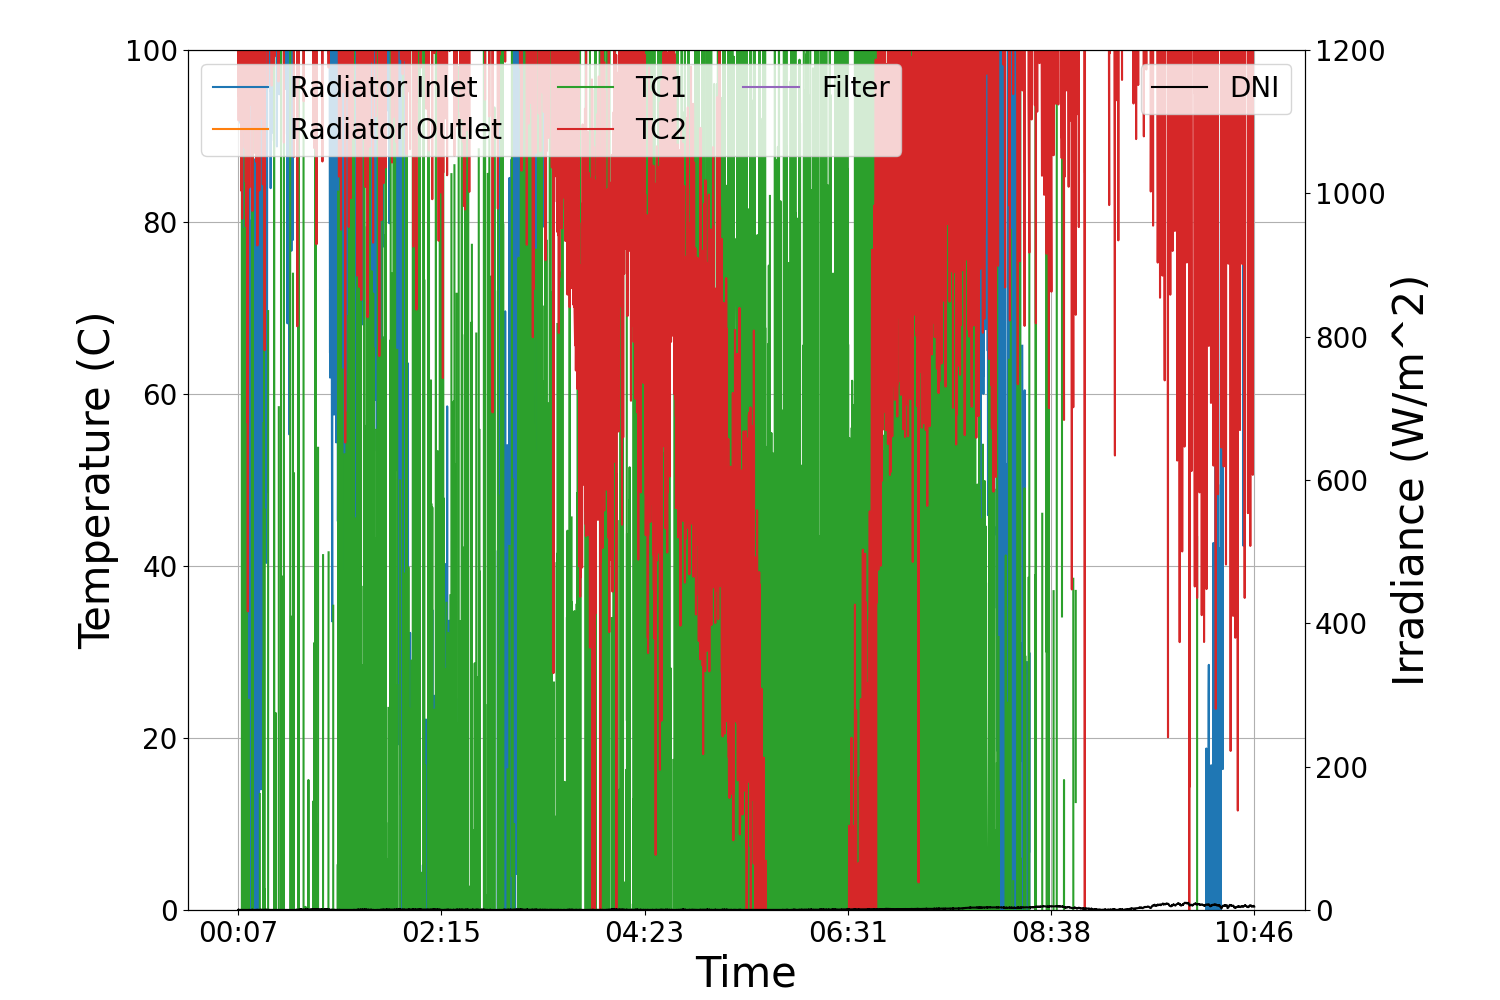 100
80
60
40
20
0
Temperature (C)
Radiator Inlet
Radiator Outlet
TC1
TC2
Filter
DNI
1200
1000
800
600
400
200
0
Irradiance (W/m^2)
00:07 02:15 04:23 06:31 08:38 10:46
Time